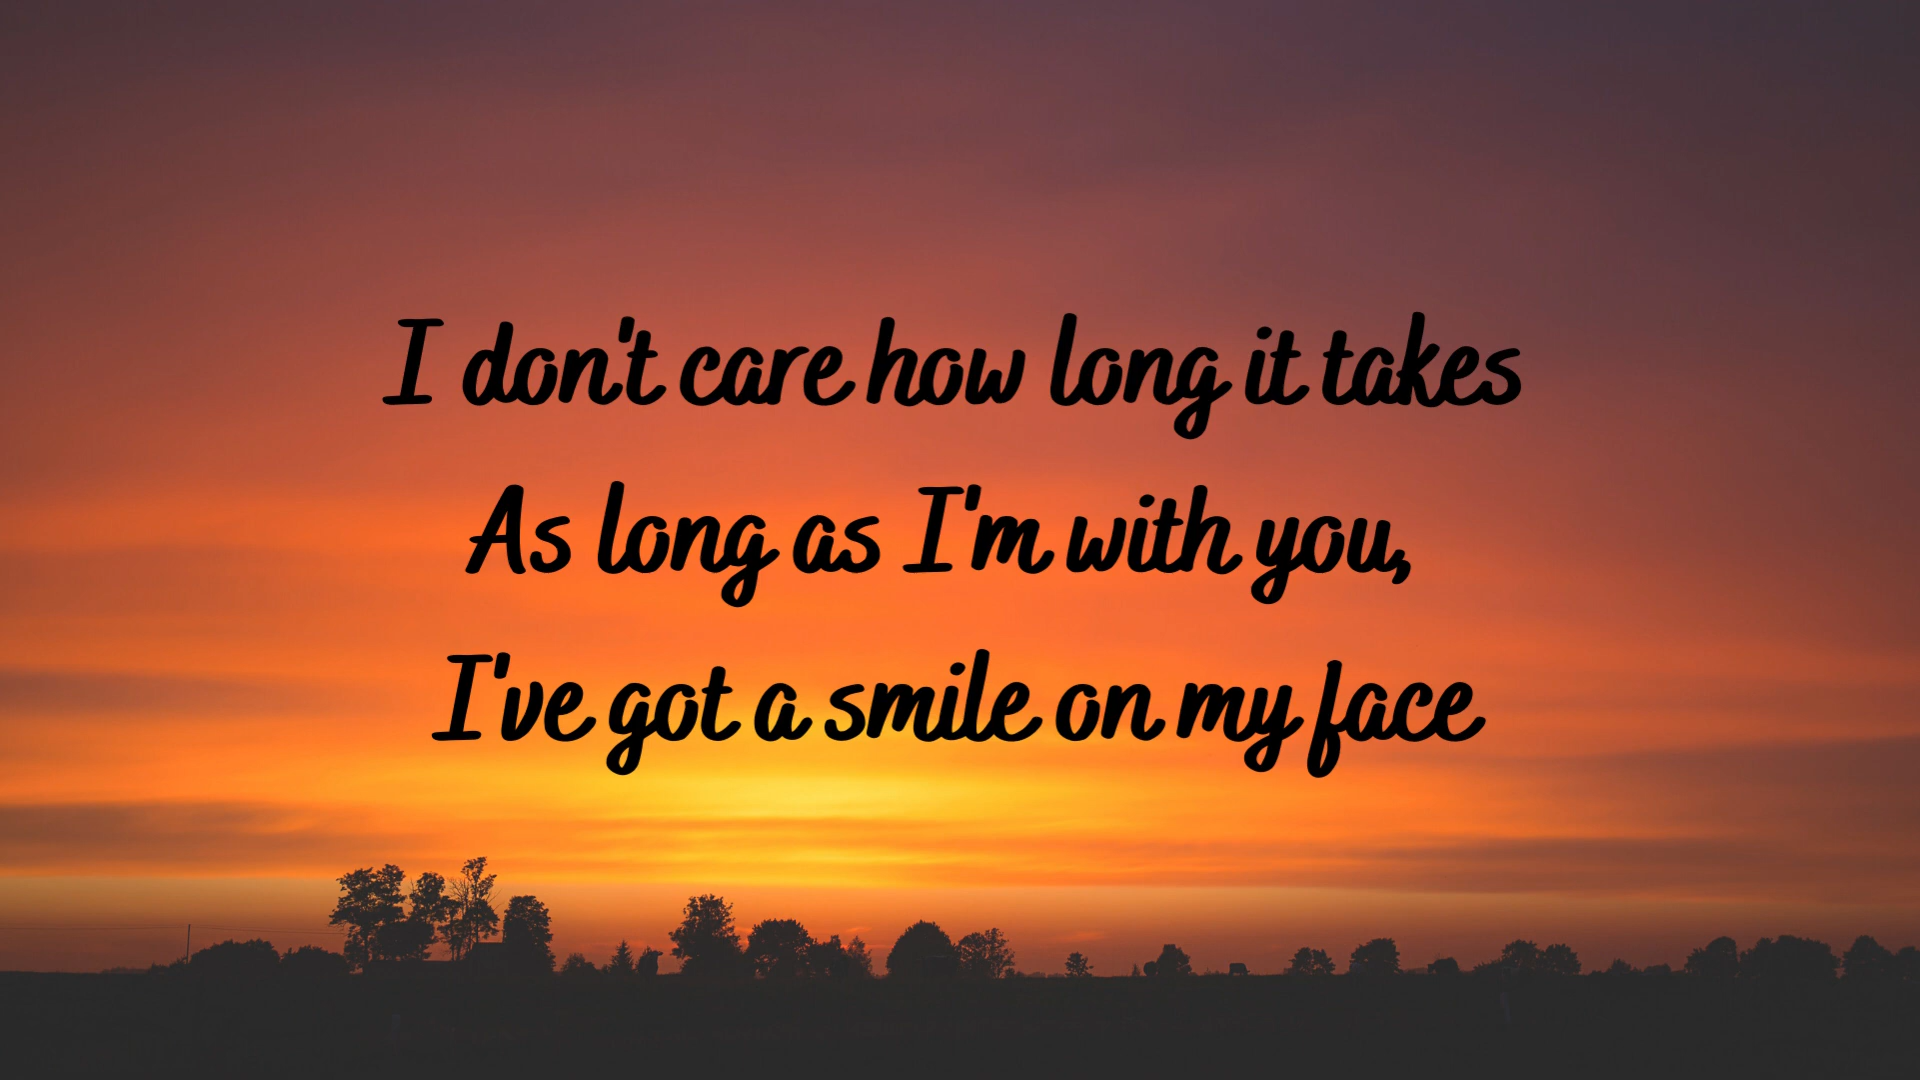 I don't care how long it takes
As long as I'm with you,
I've got a smile on my face